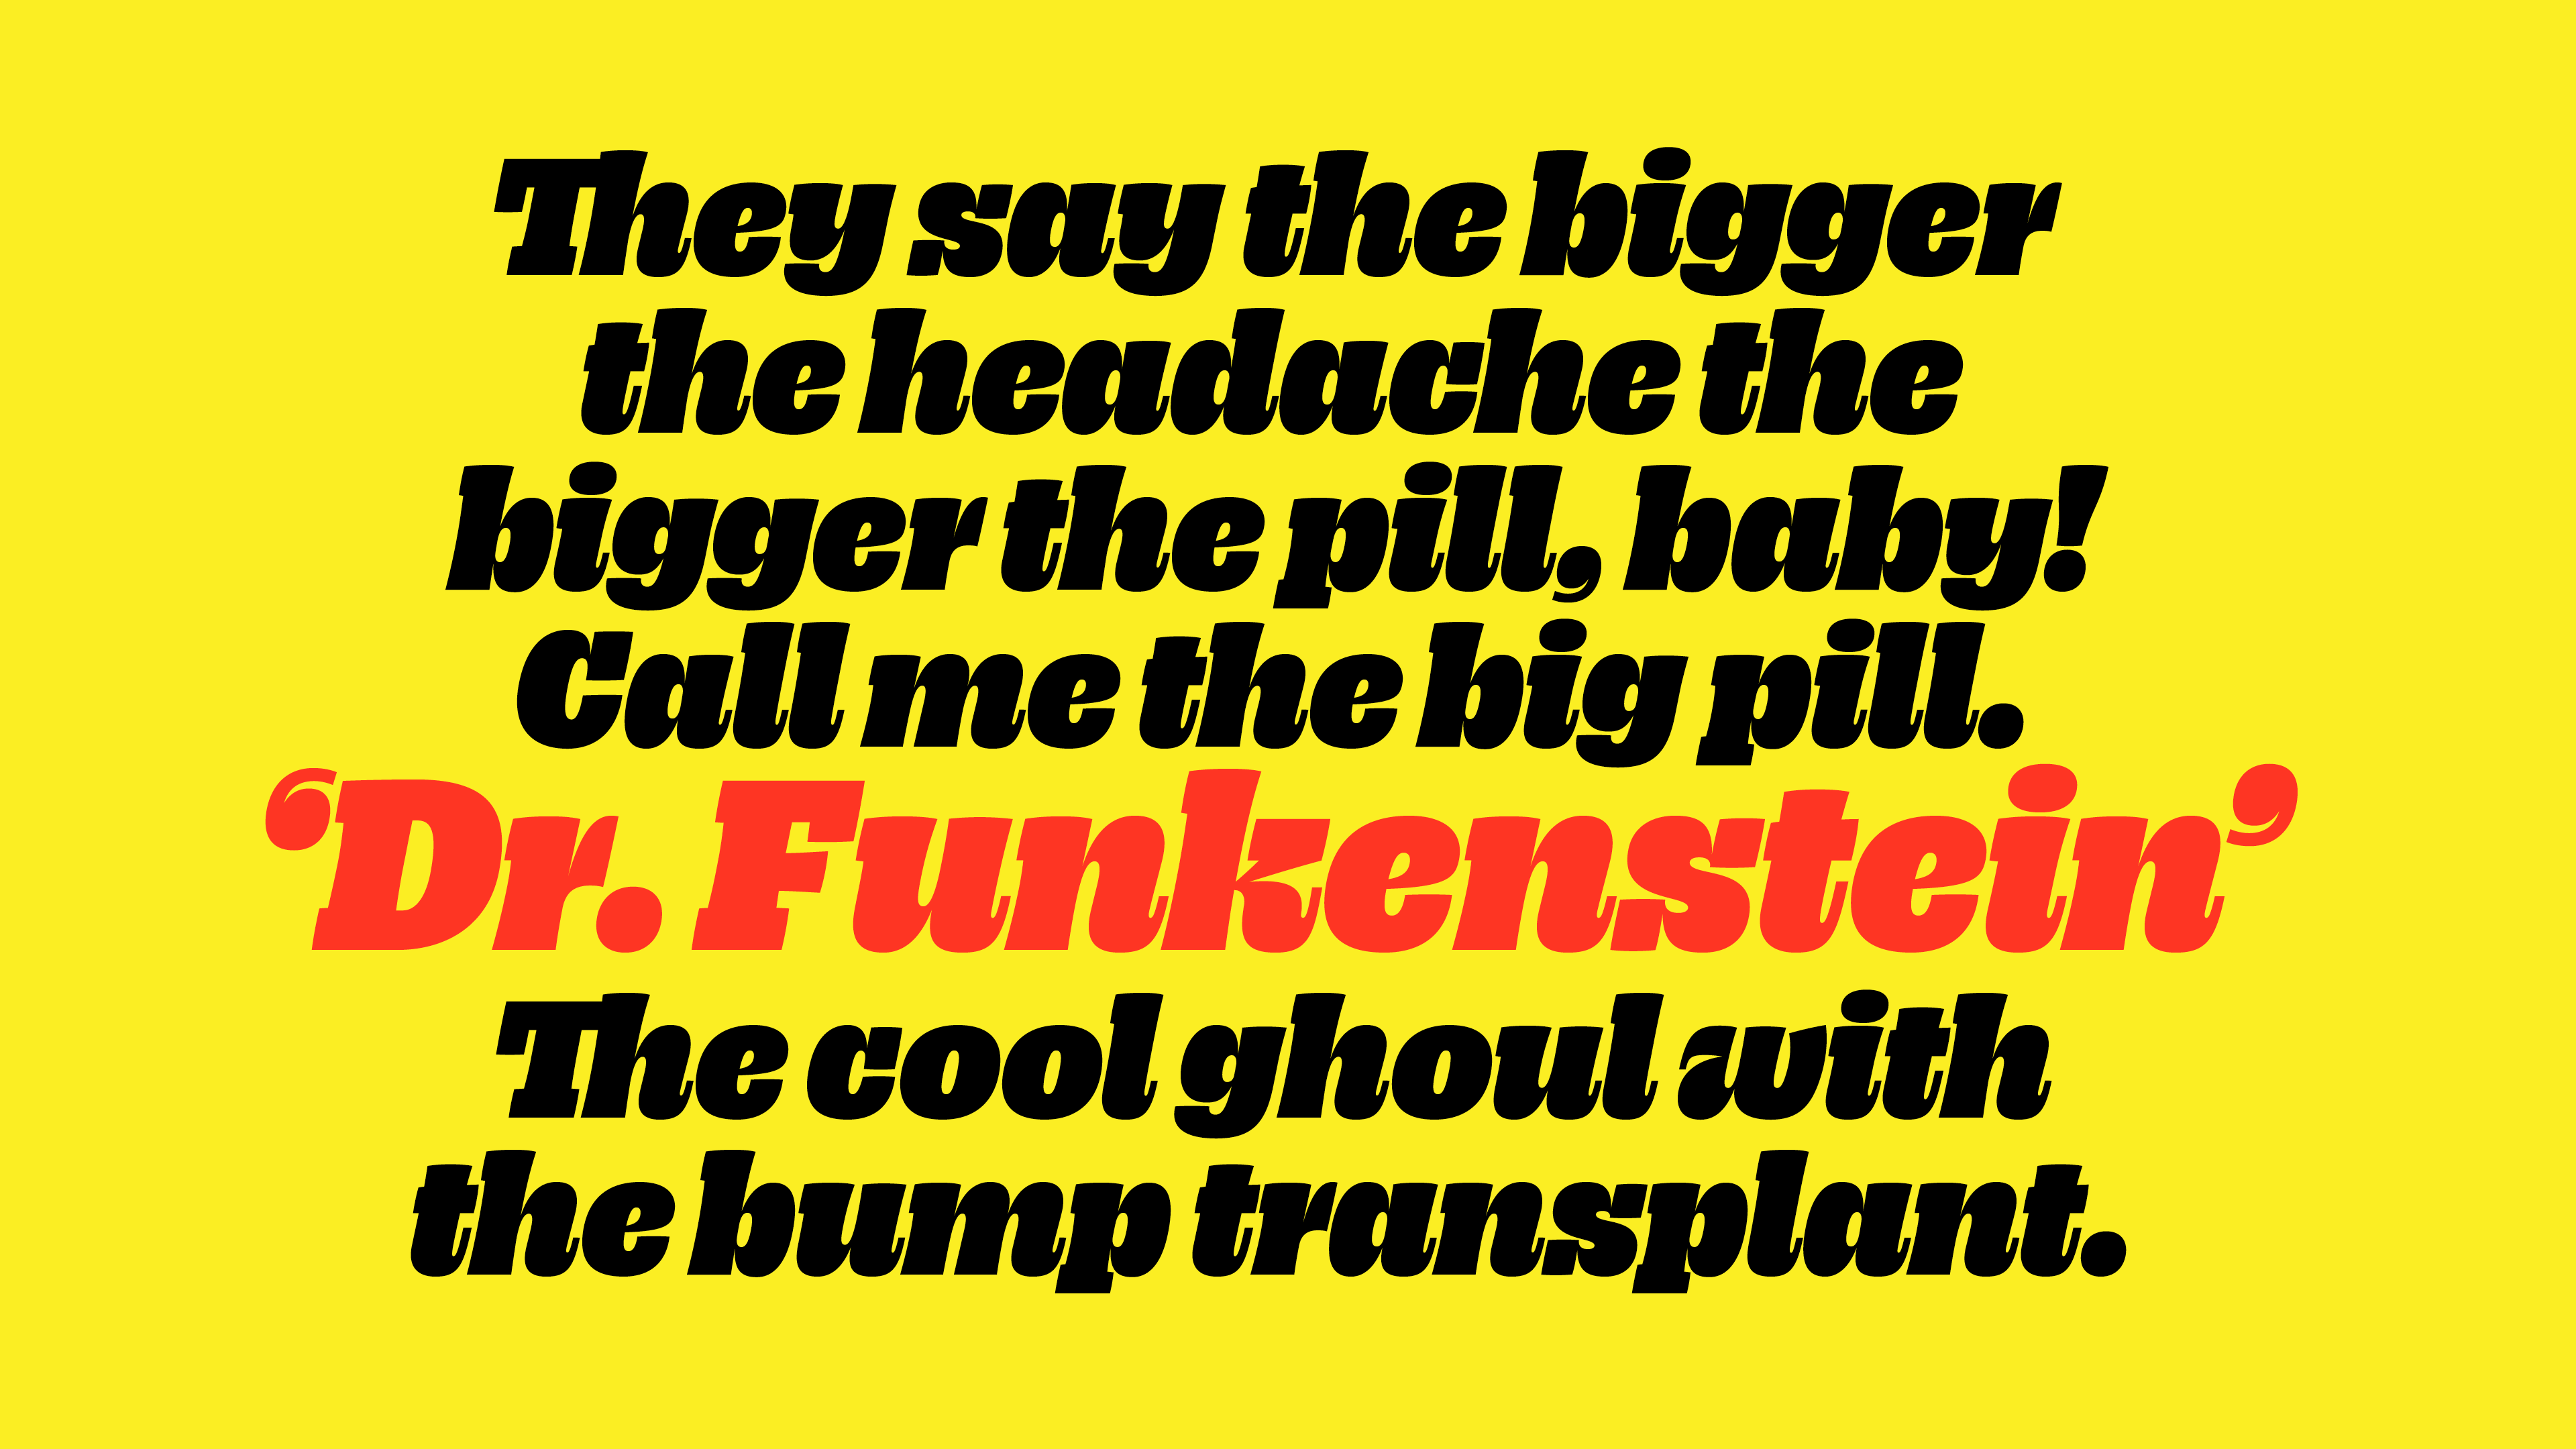 They say the bigger
the headache the
bigger the pill, baby!
Call me the big pill.
‘Dr. Funkenstein’
The cool ghoul with
the bump transplant.